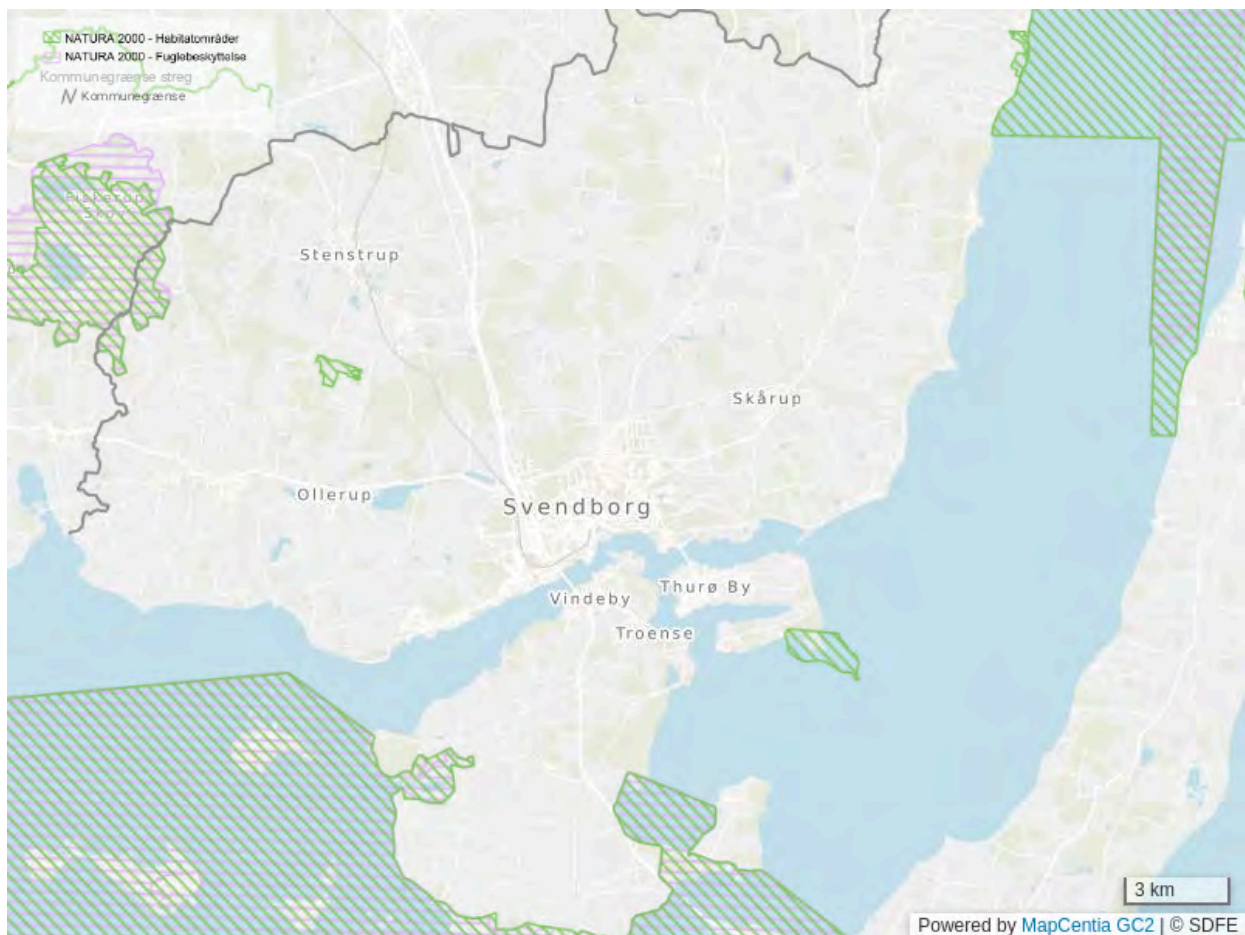 NATURA 2000 - Habitatområder
NATURA 2000 - Fuglebeskyttelse
Kommunegrænse streg
Kommunegrænse
Stenstrup
Skårup
Ollerup
Svendborg
Vindeby
Thurø By
Troense
3 km
Powered by MapCentia GC2 | © SDFE